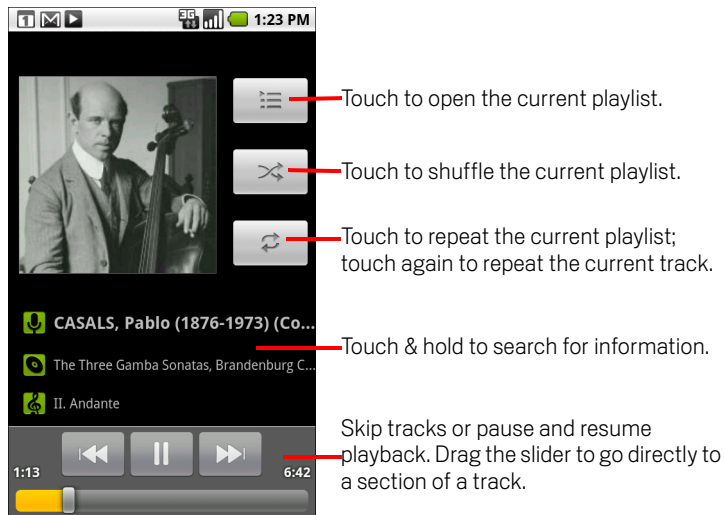 1 3G 1:23 PM
Touch to open the current playlist.
Touch to shuffle the current playlist.
Touch to repeat the current playlist;
touch again to repeat the current track.
CASALS, Pablo (1876-1973) (Co...
Touch & hold to search for information.
The Three Gamba Sonatas, Brandenburg C...
II. Andante
Skip tracks or pause and resume
playback. Drag the slider to go directly to
a section of a track.
1:13 6:42